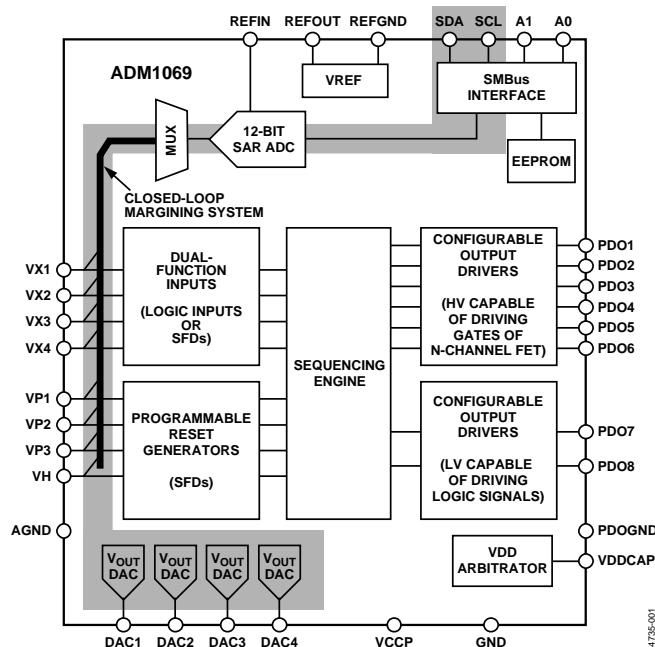 REFIN REFOUT REFGND SDA SCL A1 A0
ADM1069
VREF
SMBus
INTERFACE
MUX
12-BIT
SAR ADC
EEPROM
CLOSED-LOOP
MARGINING SYSTEM
VX1
VX2
VX3
VX4
DUAL-
FUNCTION
INPUTS
(LOGIC INPUTS
OR
SFDs)
SEQUENCING
ENGINE
CONFIGURABLE
OUTPUT
DRIVERS
(HV CAPABLE
OF DRIVING
GATES OF
N-CHANNEL FET)
PDO1
PDO2
PDO3
PDO4
PDO5
PDO6
VP1
VP2
VP3
VH
PROGRAMMABLE
RESET
GENERATORS
(SFDs)
CONFIGURABLE
OUTPUT
DRIVERS
(LV CAPABLE
OF DRIVING
LOGIC SIGNALS)
PDO7
PDO8
AGND
PDOGND
VOUT
DAC
VOUT
DAC
VOUT
DAC
VOUT
DAC
VDD
ARBITRATOR
VDDCAP
DAC1 DAC2 DAC3 DAC4 VCCP GND
4735-001